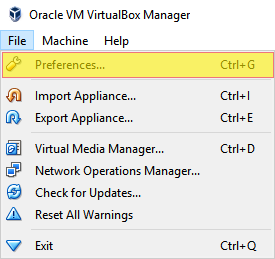 Oracle VM VirtualBox Manager
File Machine Help
Preferences... Ctrl+G
Import Appliance... Ctrl+I
Export Appliance... Ctrl+E
Virtual Media Manager... Ctrl+D
Network Operations Manager...
Check for Updates...
Reset All Warnings
Exit Ctrl+Q